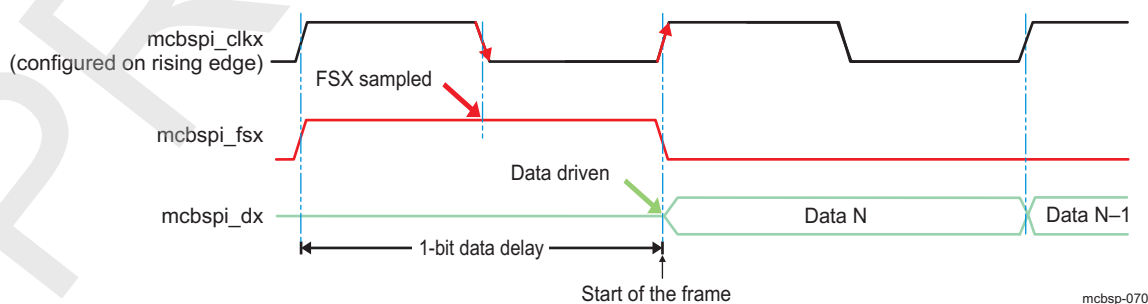 mcbspi_clkx
(configured on rising edge)
FSX sampled
mcbspi_fsx
Data driven
mcbspi_dx
Data N
Data N–1
1-bit data delay
Start of the frame
mcbsp-070